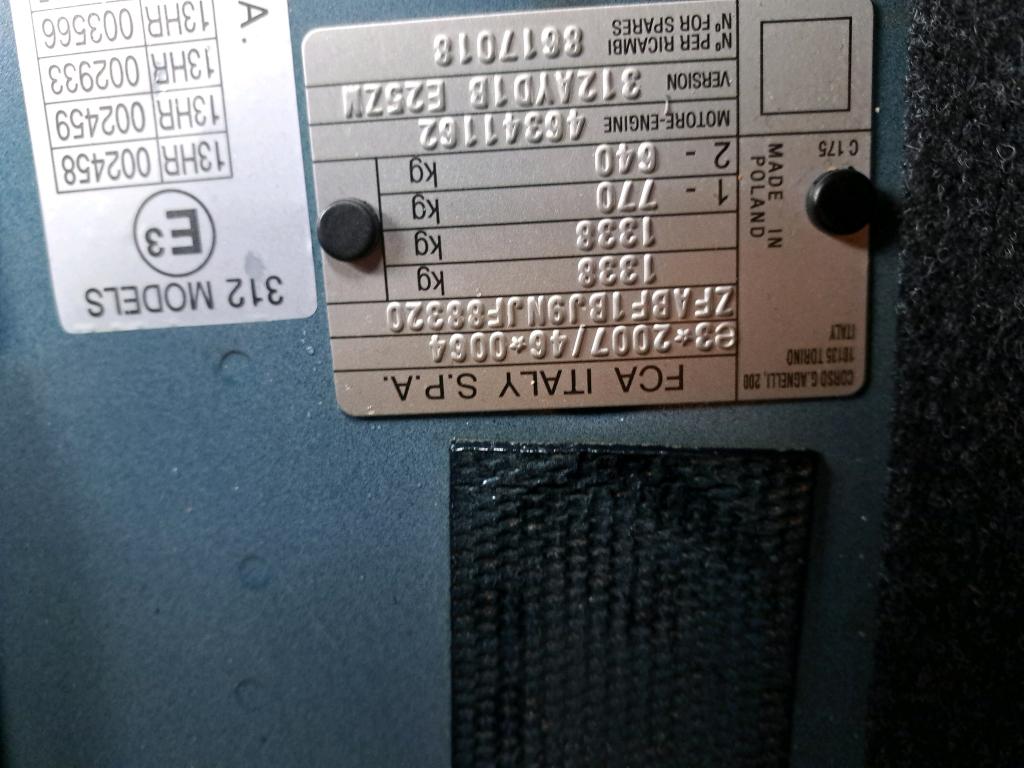 CORSO G.AGNELLI, 200
10135 TORINO
ITALY
MADE IN
POLAND
C 175
FCA ITALY S.P.A.
e3*2007/46*0064
ZFABF1BJ9NJF88320
1338 kg
1338 kg
1 - 770 kg
2 - 640 kg
MOTORE-ENGINE 46341162
VERSION 312AYD1B E25ZM
Nº PER RICAMBI
Nº FOR SPARES 8617018
312 MODELS
E3
13HR 002458
13HR 002459
13HR 002933
13HR 003566
A.